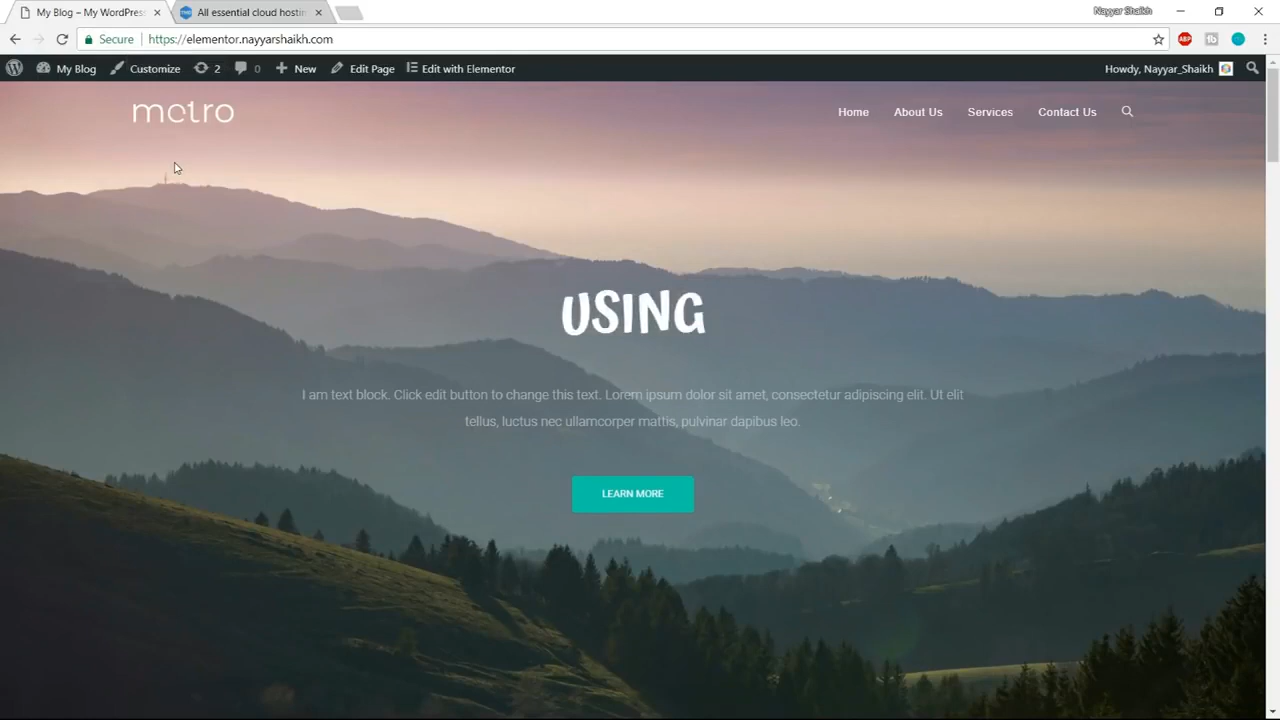 My Blog – My WordPress
All essential cloud hostin
Nayyar Shaikh
Secure
https://elementor.nayyarshaikh.com
ABP
My Blog
Customize
2
0
New
Edit Page
Edit with Elementor
Howdy, Nayyar_Shaikh
metro
Home
About Us
Services
Contact Us
USING
I am text block. Click edit button to change this text. Lorem ipsum dolor sit amet, consectetur adipiscing elit. Ut elit
tellus, luctus nec ullamcorper mattis, pulvinar dapibus leo.
LEARN MORE